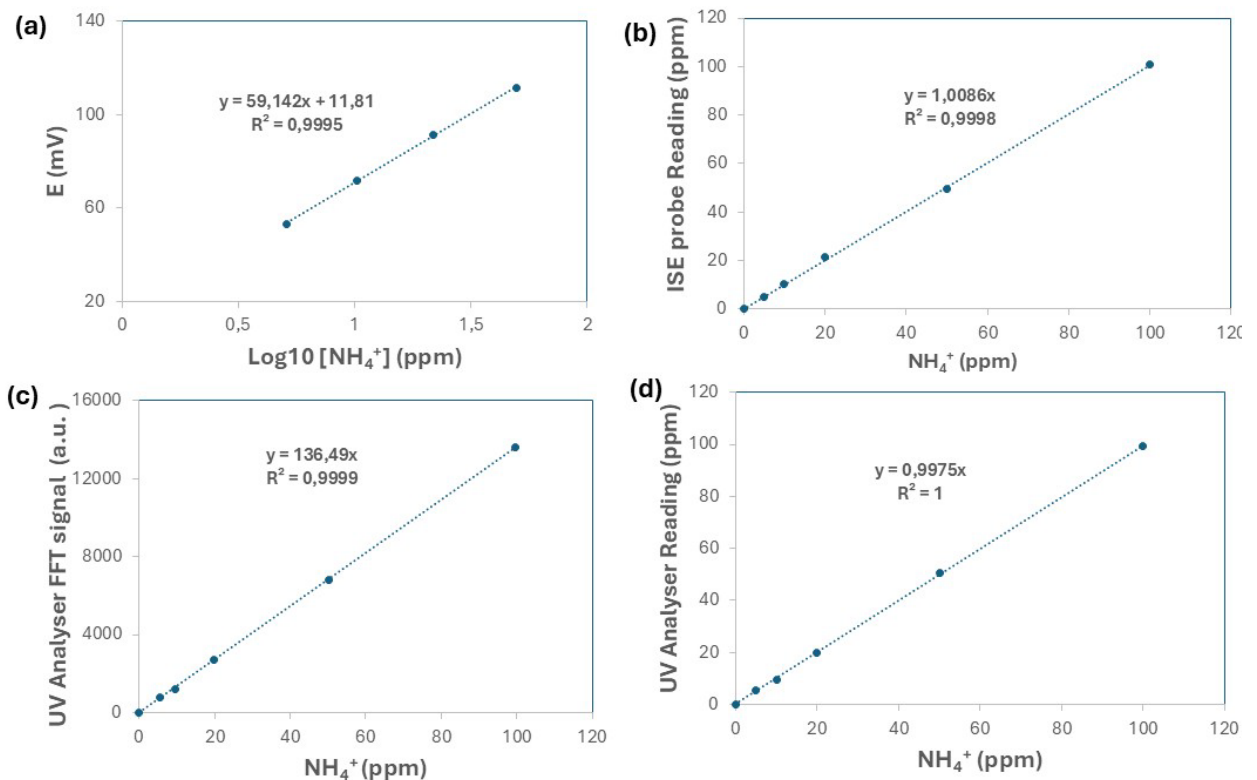 (a)
140
100
60
20
E (mV)
y = 59,142x + 11,81
R² = 0,9995
0 0,5 1 1,5 2
Log10 [NH₄⁺] (ppm)
(b)
120
100
80
60
40
20
0
ISE probe Reading (ppm)
y = 1,0086x
R² = 0,9998
0 20 40 60 80 100 120
NH₄⁺ (ppm)
(c)
16000
12000
8000
4000
0
UV Analyser FFT signal (a.u.)
y = 136,49x
R² = 0,9999
0 20 40 60 80 100 120
NH₄⁺ (ppm)
(d)
120
100
80
60
40
20
0
UV Analyser Reading (ppm)
y = 0,9975x
R² = 1
0 20 40 60 80 100 120
NH₄⁺ (ppm)